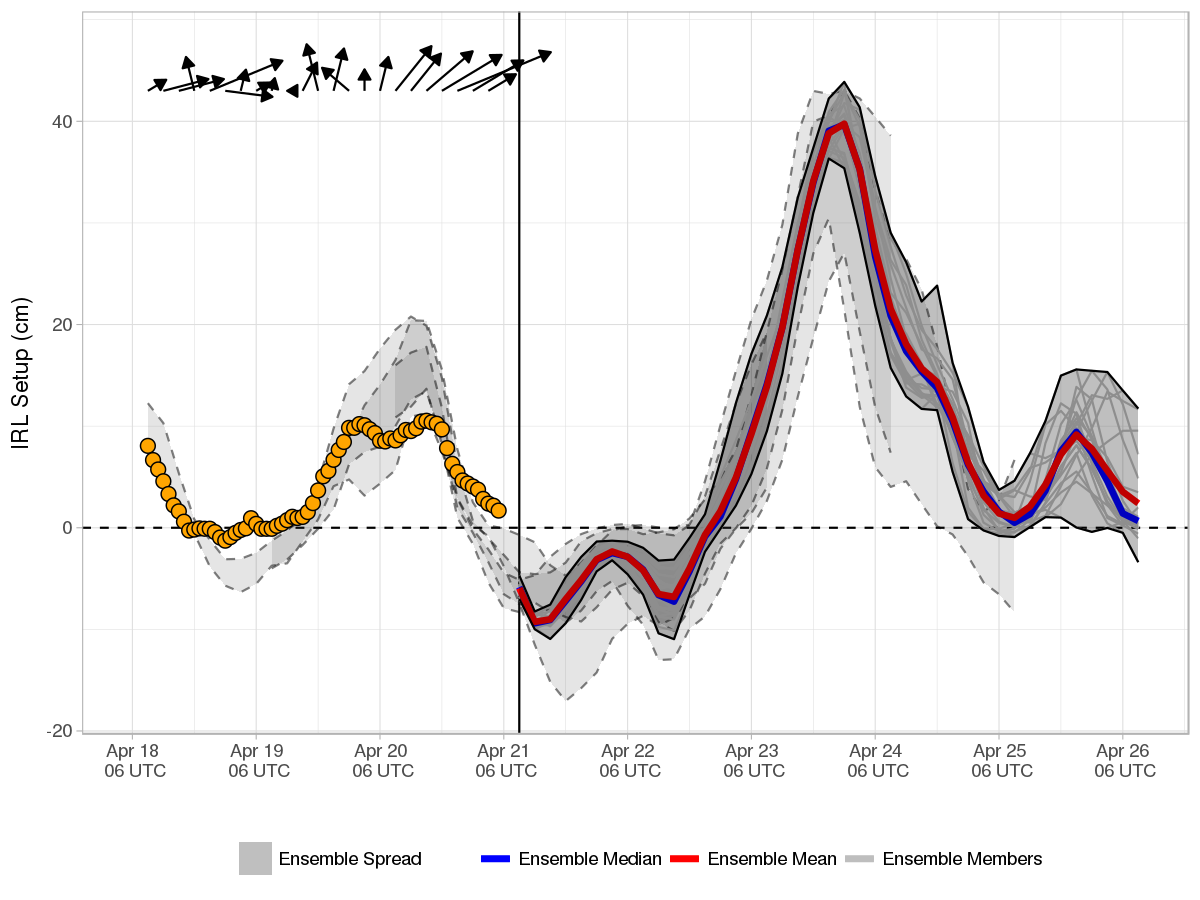 IRL Setup (cm)
40
20
0
-20
Apr 18 Apr 19 Apr 20 Apr 21 Apr 22 Apr 23 Apr 24 Apr 25 Apr 26
06 UTC 06 UTC 06 UTC 06 UTC 06 UTC 06 UTC 06 UTC 06 UTC 06 UTC
Ensemble Spread Ensemble Median Ensemble Mean Ensemble Members